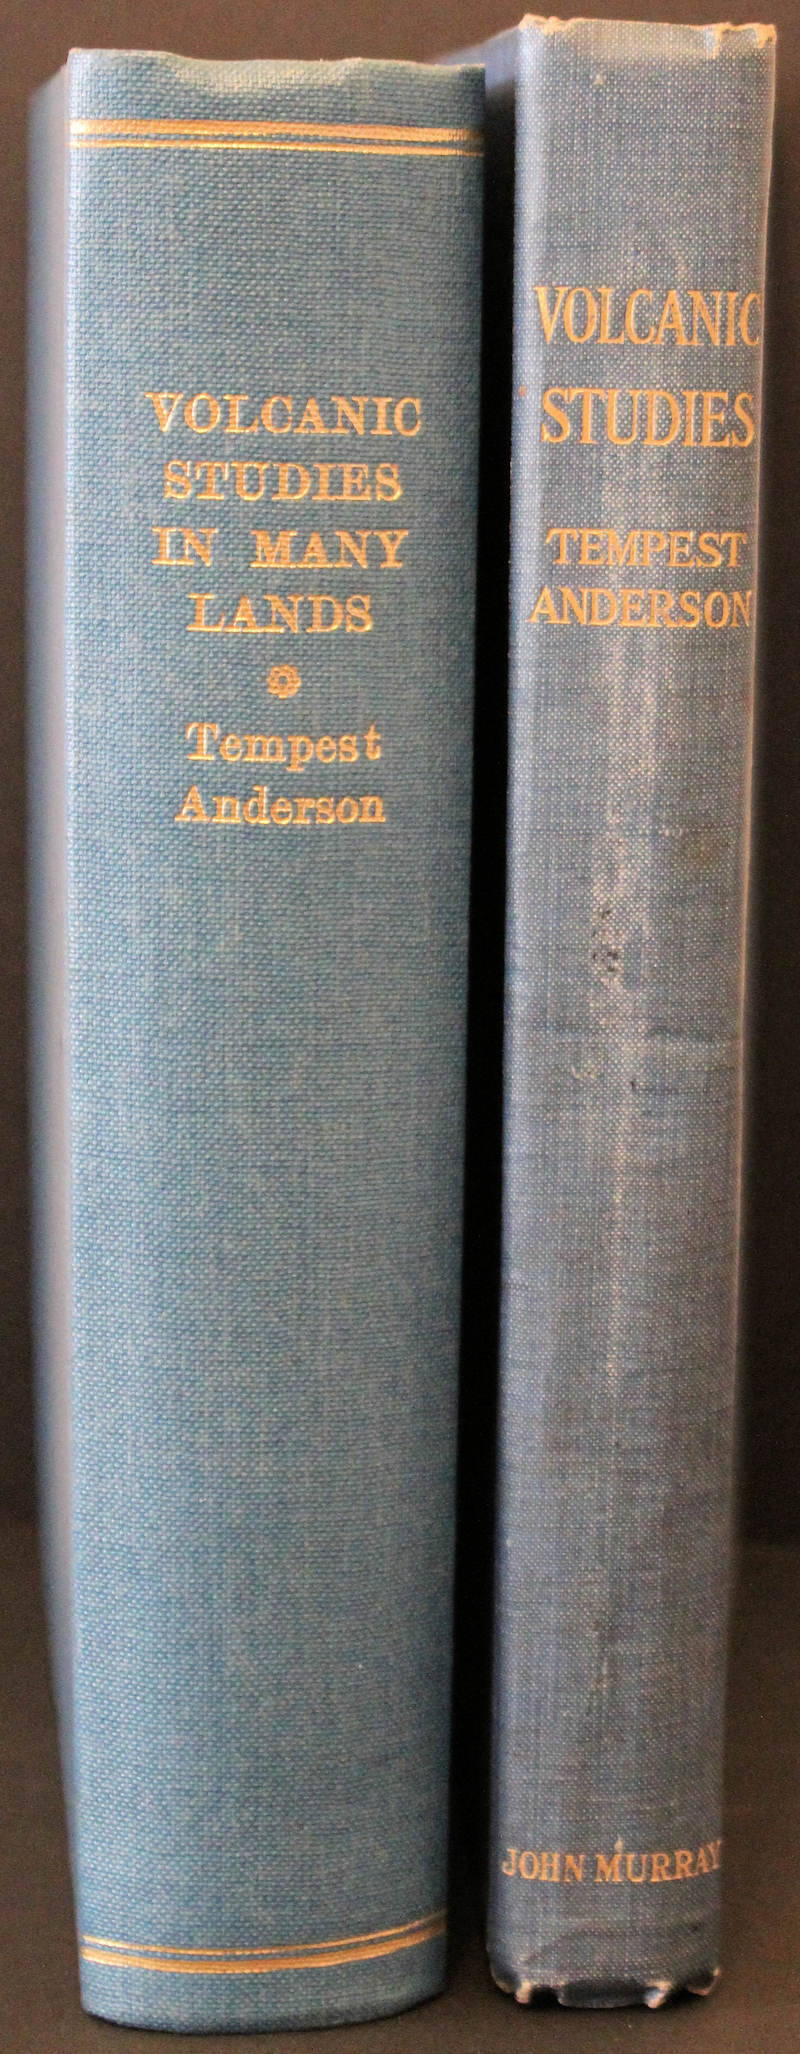 VOLCANIC
STUDIES
IN MANY
LANDS
Tempest
Anderson
VOLCANIC
STUDIES
TEMPEST
ANDERSON
JOHN MURRAY